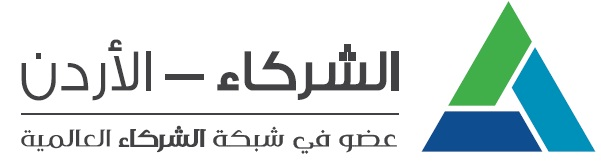 الشركاء – الأردن
عضو في شبكة الشركاء العالمية